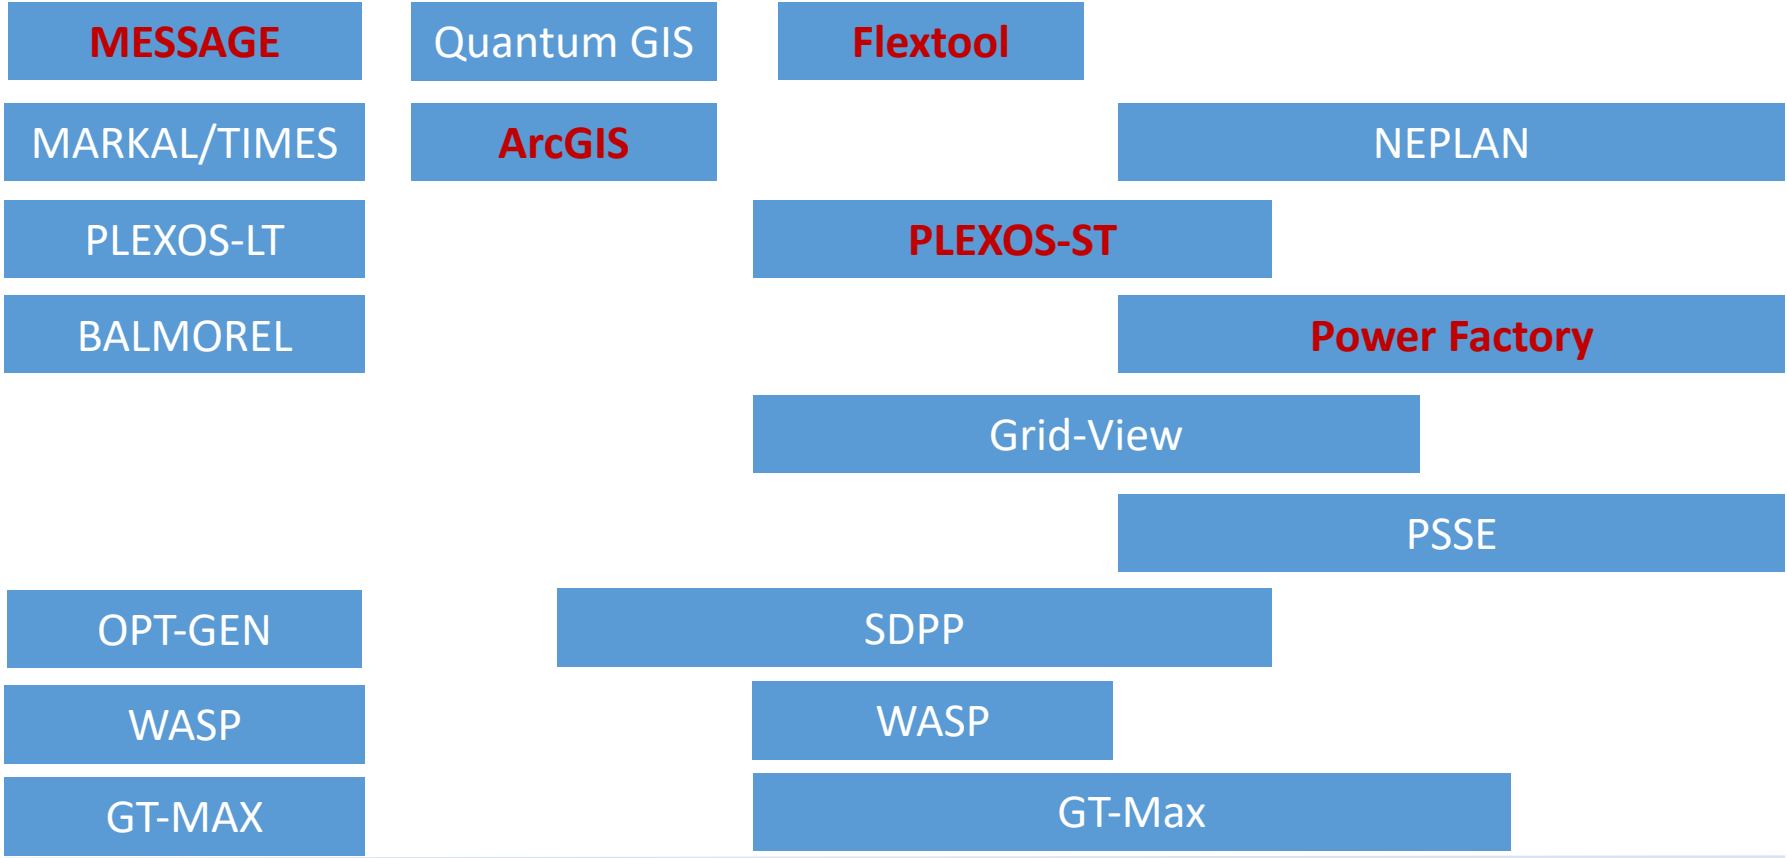 MESSAGE
Quantum GIS
Flextool
MARKAL/TIMES
ArcGIS
NEPLAN
PLEXOS-LT
PLEXOS-ST
BALMOREL
Power Factory
Grid-View
PSSE
OPT-GEN
SDPP
WASP
WASP
GT-MAX
GT-Max